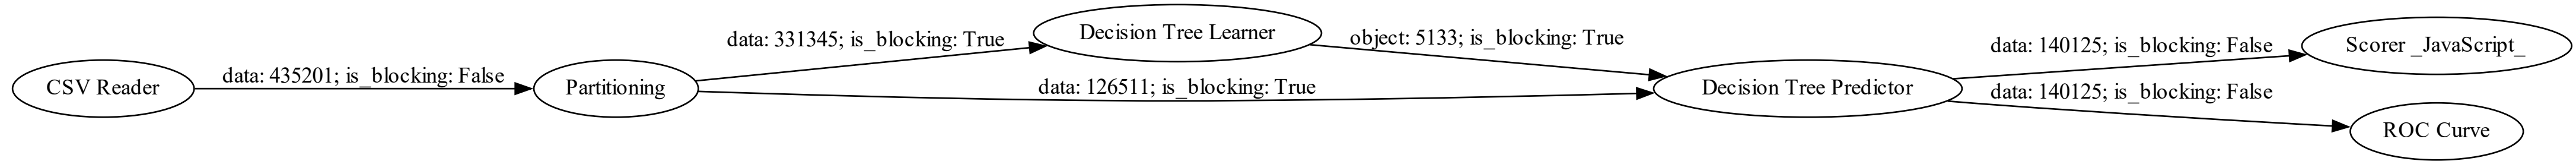 CSV Reader
data: 435201; is_blocking: False
Partitioning
data: 331345; is_blocking: True
data: 126511; is_blocking: True
Decision Tree Learner
object: 5133; is_blocking: True
Decision Tree Predictor
data: 140125; is_blocking: False
data: 140125; is_blocking: False
Scorer _JavaScript_
ROC Curve